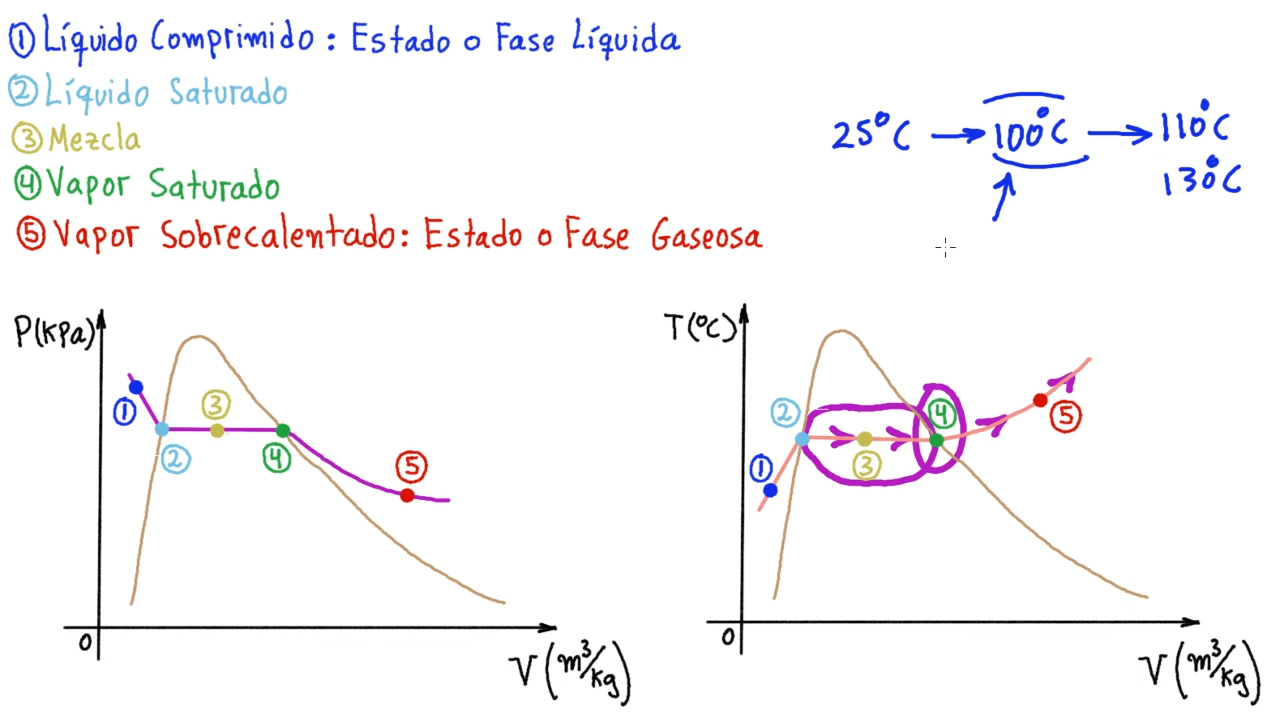 ① Líquido Comprimido : Estado o Fase Líquida
② Líquido Saturado
③ Mezcla
④ Vapor Saturado
⑤ Vapor Sobrecalentado: Estado o Fase Gaseosa
25°C → 100°C → 110°C
130°C
P(KPa)
①
②
③
④
⑤
0
V (m³/kg)
T(°C)
①
②
③
④
⑤
0
V (m³/kg)